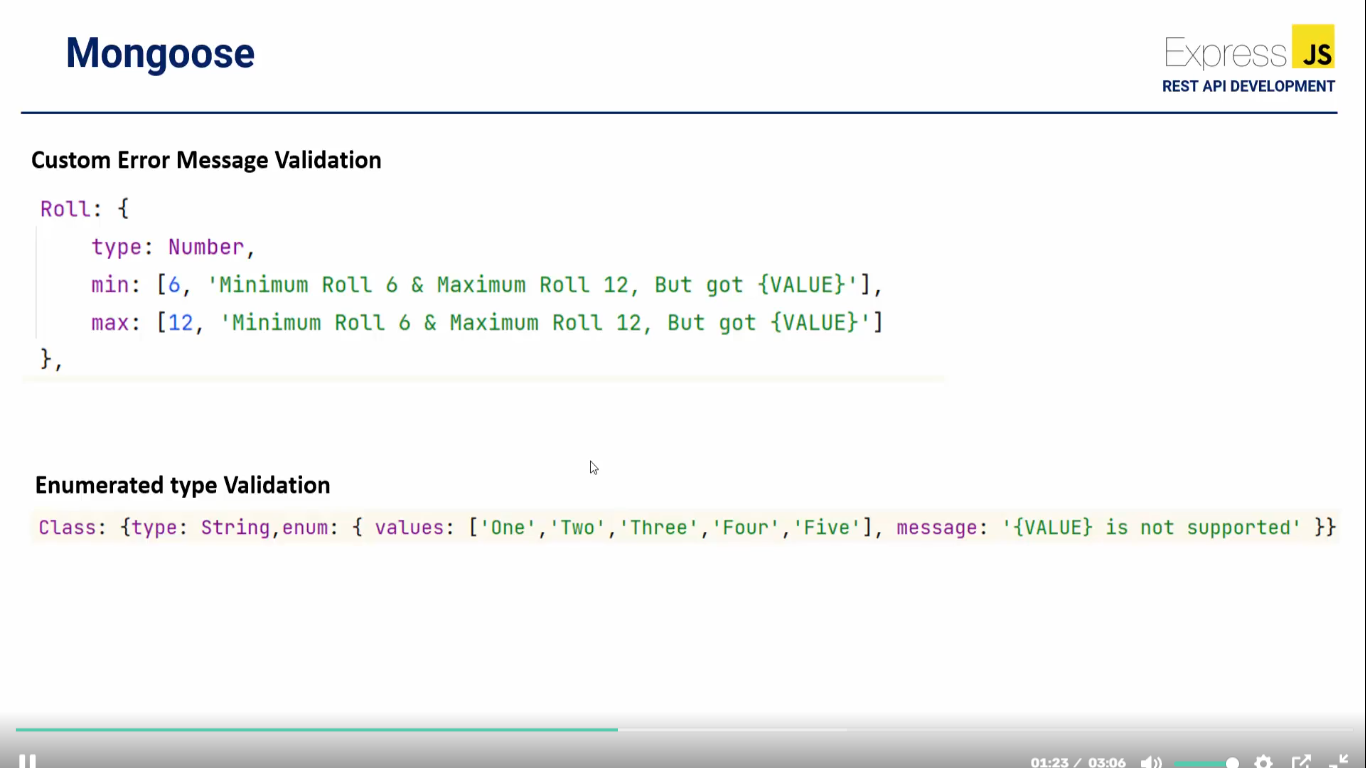 Mongoose
Express JS
REST API DEVELOPMENT
Custom Error Message Validation
Roll: {
type: Number,
min: [6, 'Minimum Roll 6 & Maximum Roll 12, But got {VALUE}'],
max: [12, 'Minimum Roll 6 & Maximum Roll 12, But got {VALUE}']
},
Enumerated type Validation
Class: {type: String,enum: { values: ['One','Two','Three','Four','Five'], message: '{VALUE} is not supported' }}
01:23 / 03:06